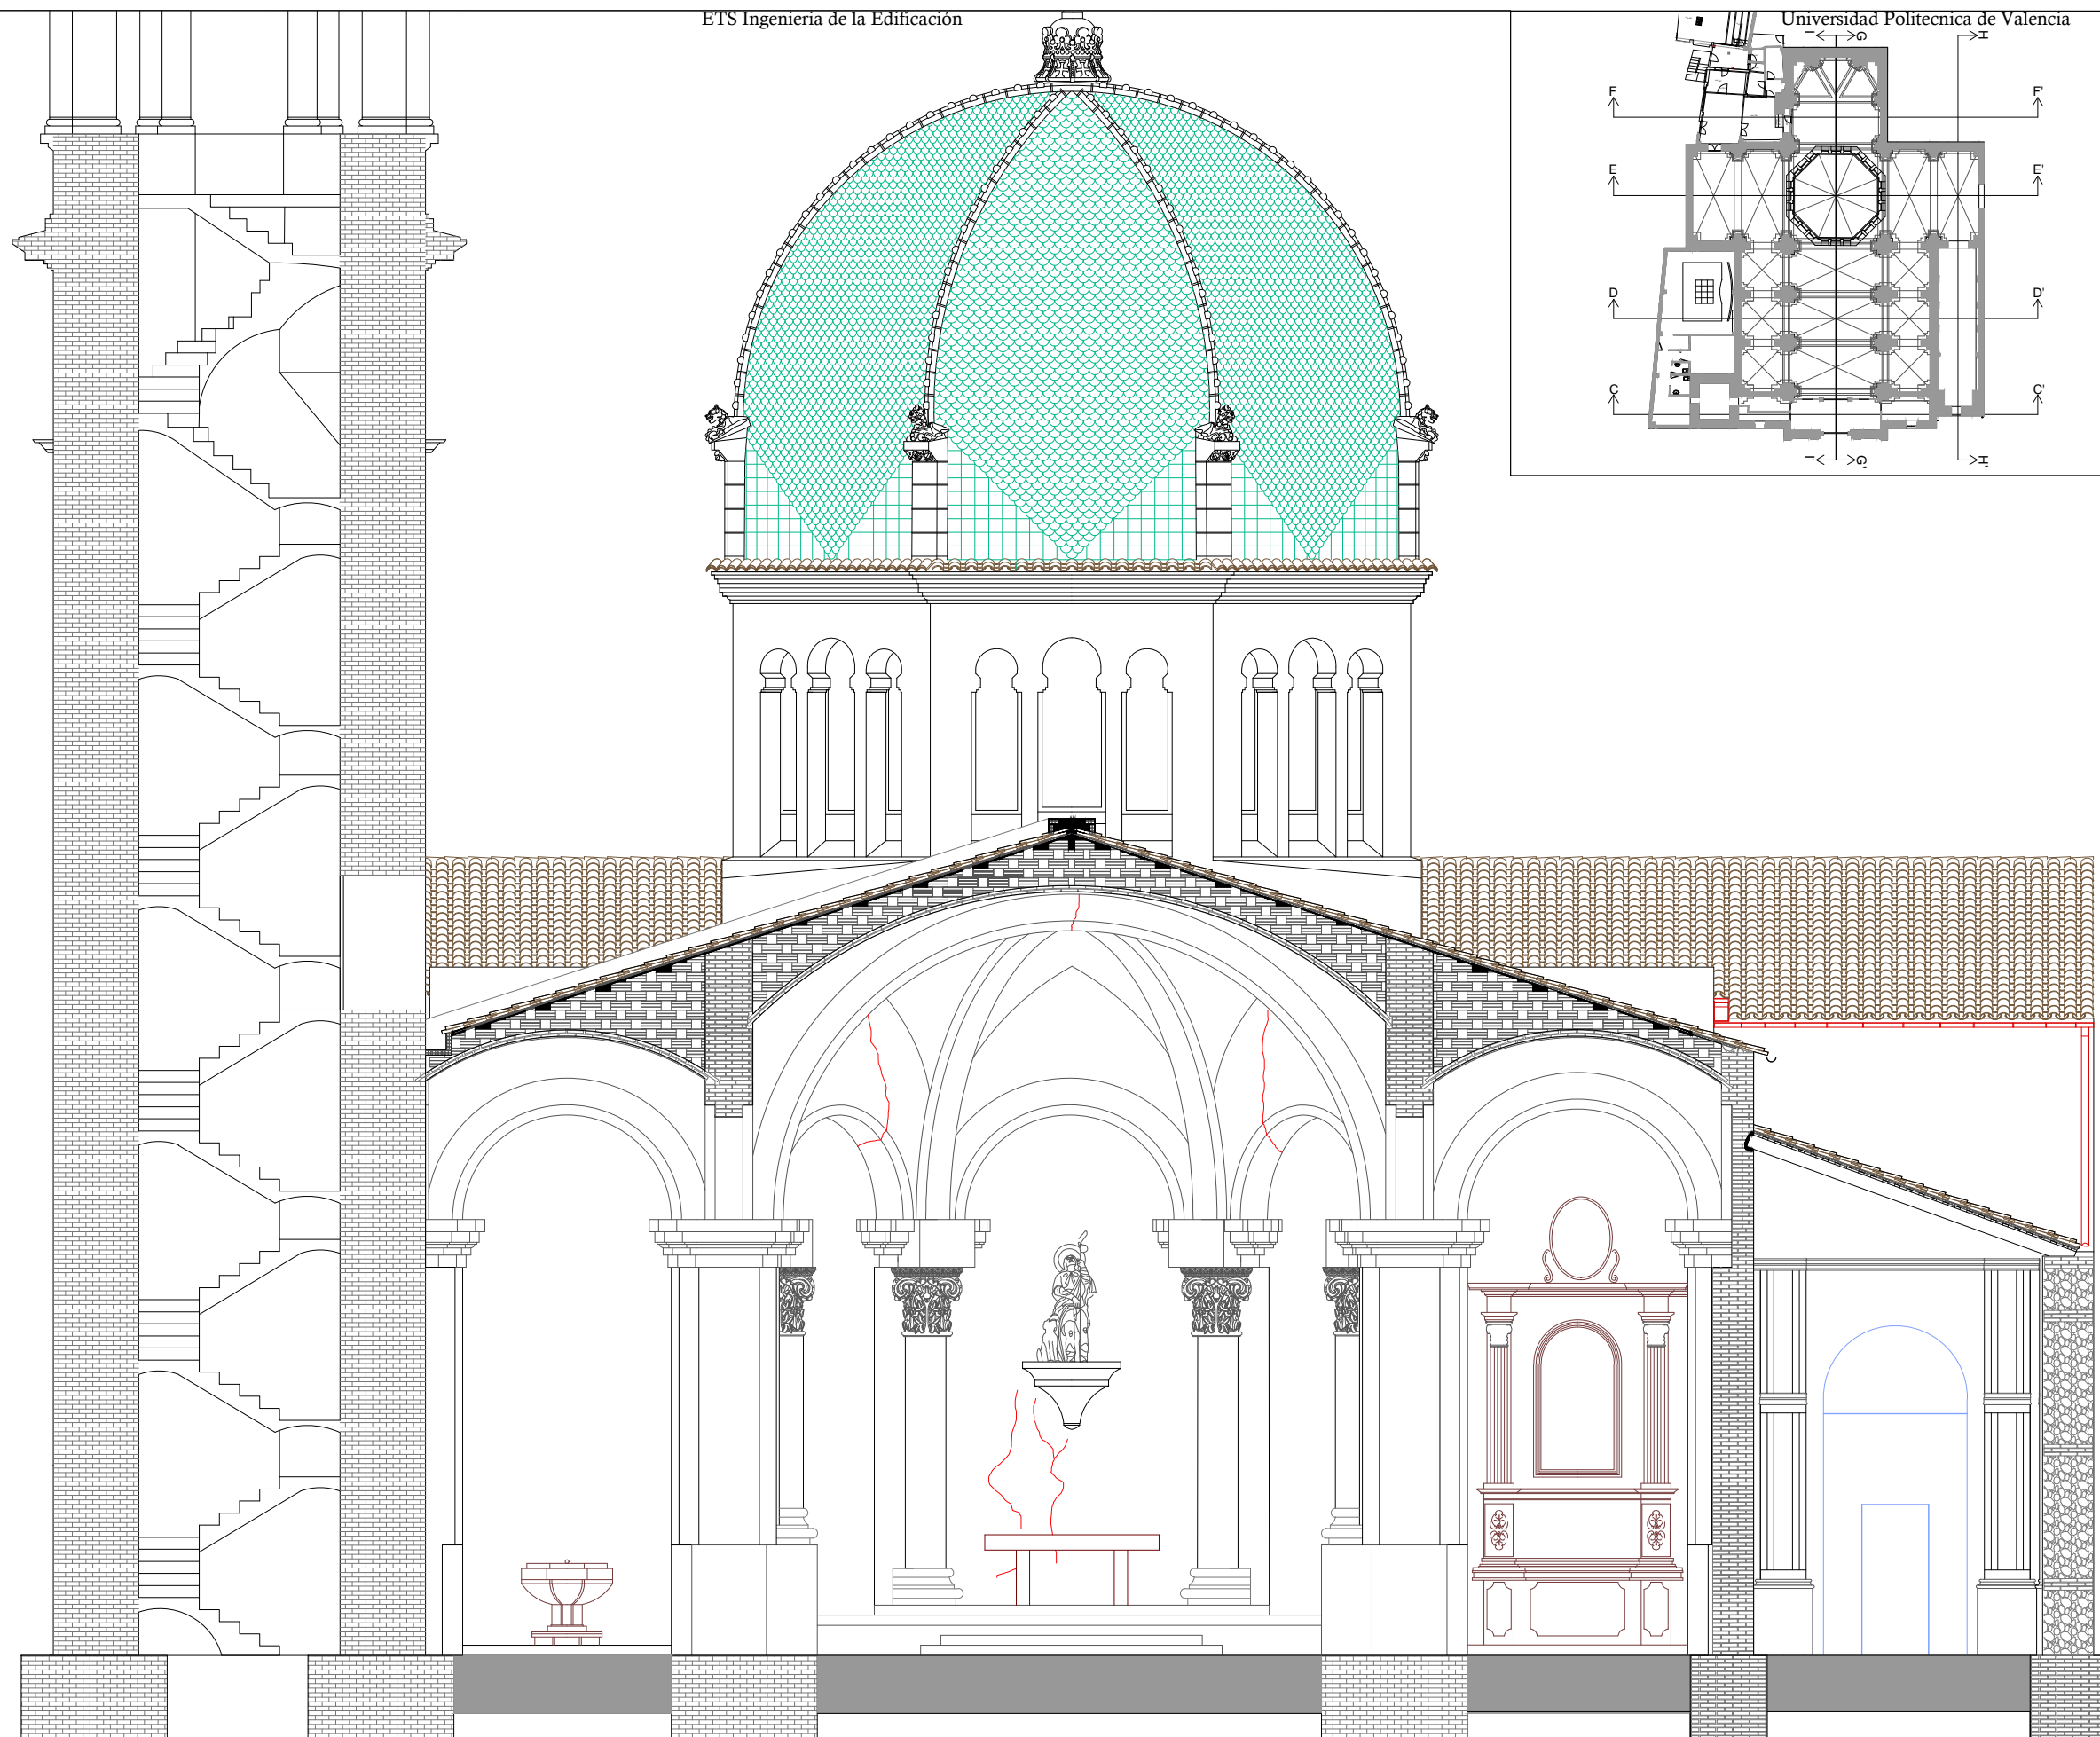 ETS Ingenieria de la Edificación
Universidad Politecnica de Valencia
I G H
F F'
E E'
D D'
C C'
I' G' H'